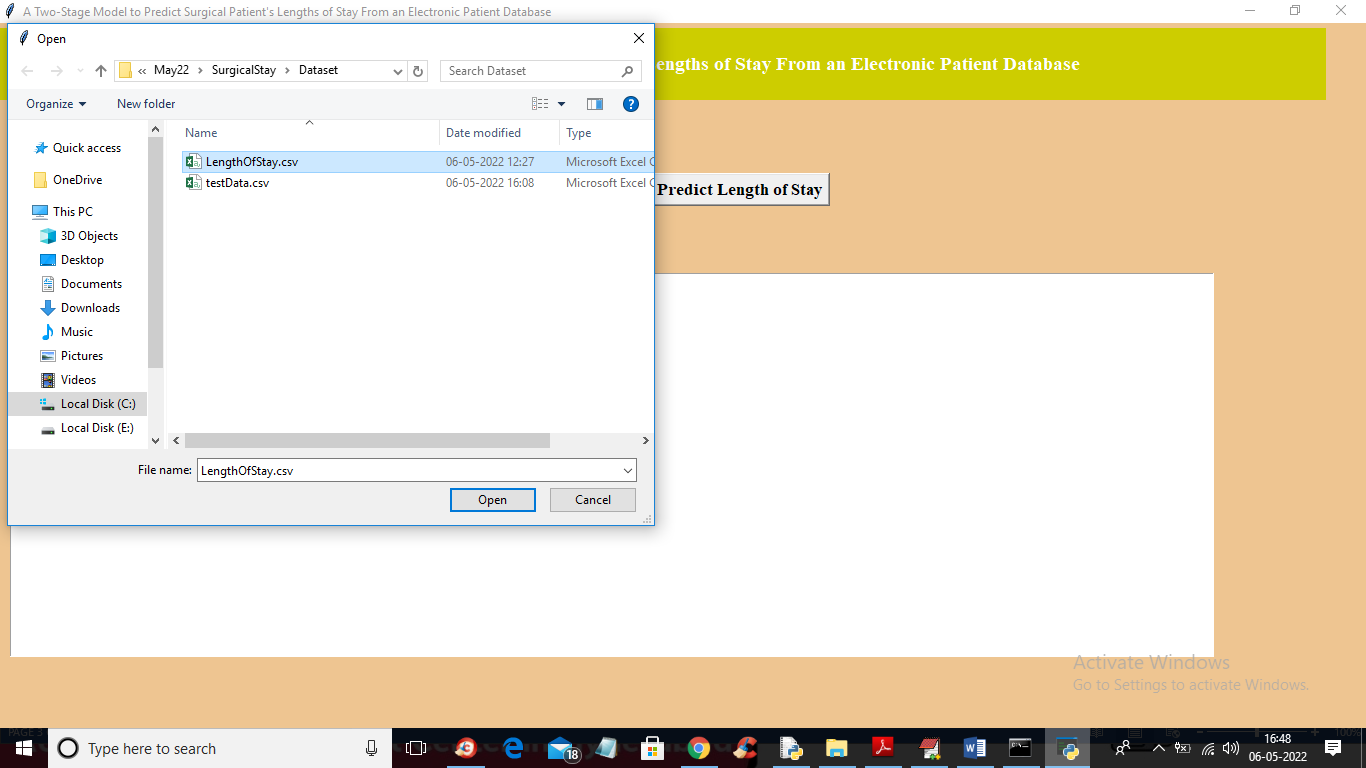 A Two-Stage Model to Predict Surgical Patient's Lengths of Stay From an Electronic Patient Database
Open
engths of Stay From an Electronic Patient Database
« May22 › SurgicalStay › Dataset
Search Dataset
Organize
New folder
Name
Date modified
Type
Quick access
LengthOfStay.csv
06-05-2022 12:27
Microsoft Excel C
testData.csv
06-05-2022 16:08
Microsoft Excel C
Predict Length of Stay
OneDrive
This PC
3D Objects
Desktop
Documents
Downloads
Music
Pictures
Videos
Local Disk (C:)
Local Disk (E:)
File name:
LengthOfStay.csv
Open
Cancel
Activate Windows
Go to Settings to activate Windows.
PAGE 3
100%
Type here to search
18
16:48
06-05-2022